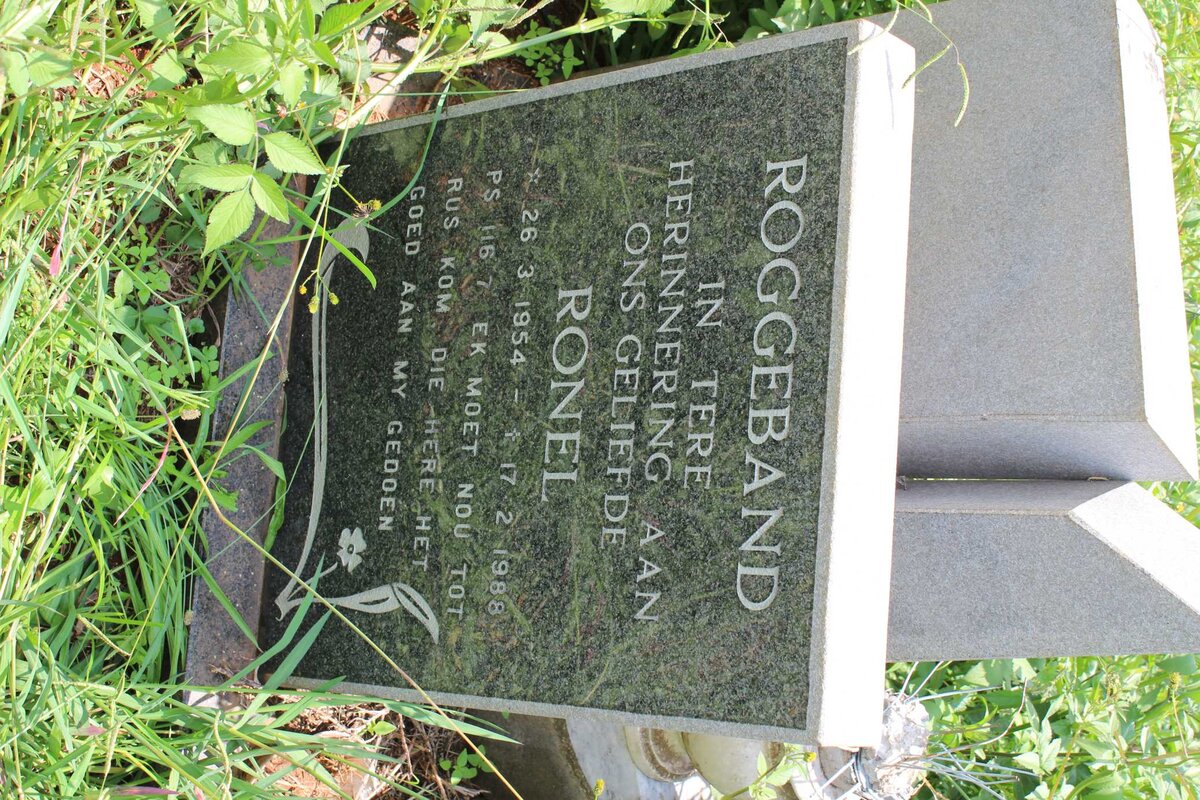 ROGGEBAND
IN TERE
HERINNERING AAN
ONS GELIEFDE
RONEL
* 26 3 1954 – † 17 2 1988
PS 116 7 EK MOET NOU TOT
RUS KOM DIE HERE HET
GOED AAN MY GEDOEN